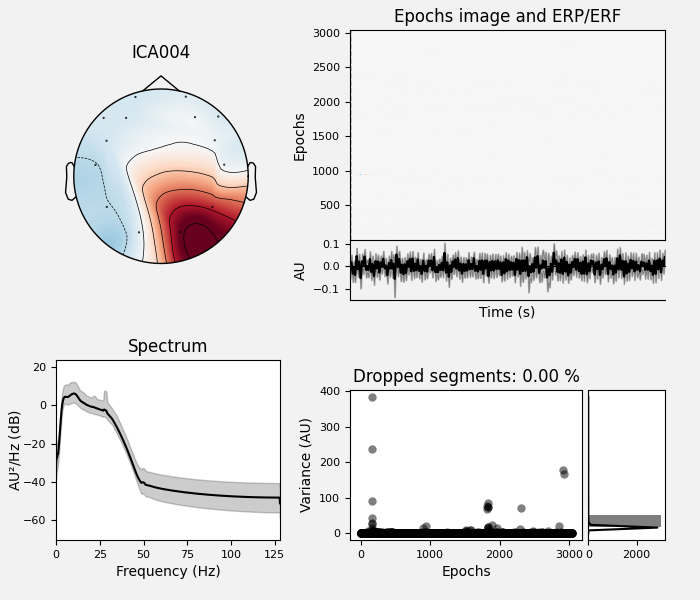 ICA004
Epochs image and ERP/ERF
Epochs
3000
2500
2000
1500
1000
500
AU
0.1
0.0
−0.1
Time (s)
Spectrum
AU²/Hz (dB)
20
0
−20
−40
−60
0 25 50 75 100 125
Frequency (Hz)
Dropped segments: 0.00 %
Variance (AU)
400
300
200
100
0
0 1000 2000 3000
Epochs
0 2000